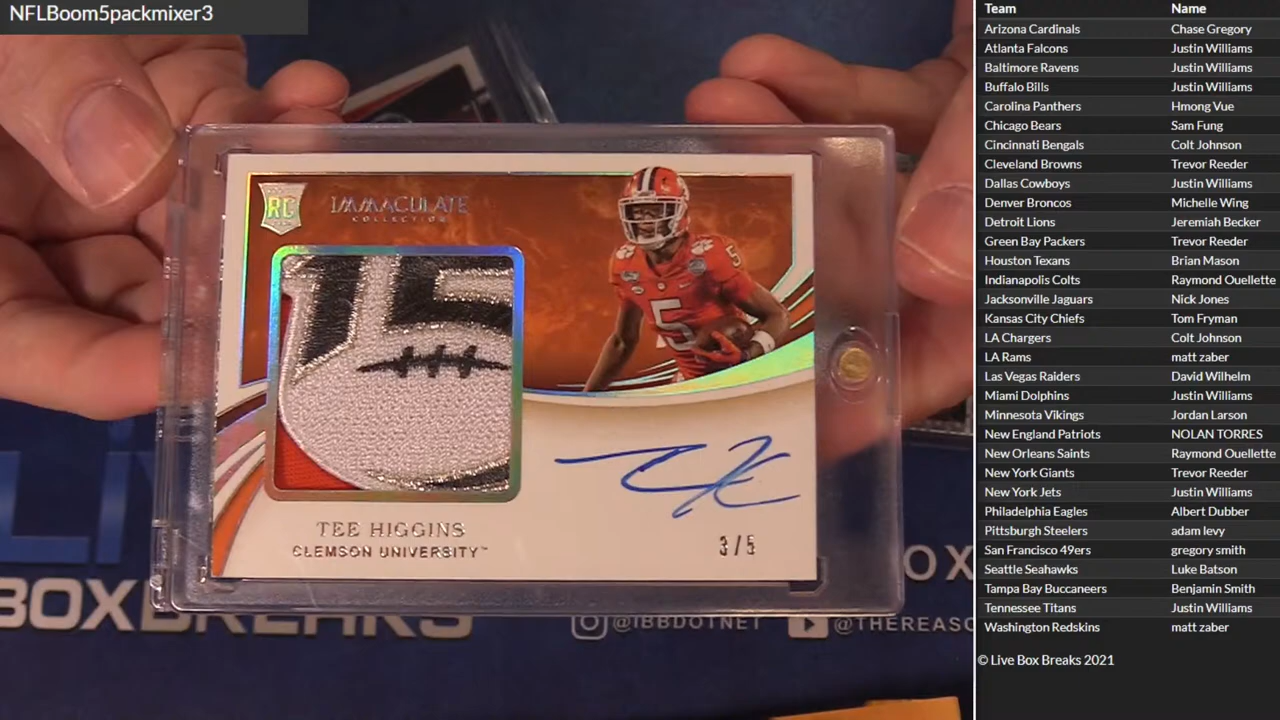 NFLBoom5packmixer3
RC
IMMACULATE
COLLECTION
15
5
5
TEE HIGGINS
CLEMSON UNIVERSITY™
3/5
BOXBREAKS
OX
@IBBDOTNET
@THEREASO
Team Name
Arizona Cardinals Chase Gregory
Atlanta Falcons Justin Williams
Baltimore Ravens Justin Williams
Buffalo Bills Justin Williams
Carolina Panthers Hmong Vue
Chicago Bears Sam Fung
Cincinnati Bengals Colt Johnson
Cleveland Browns Trevor Reeder
Dallas Cowboys Justin Williams
Denver Broncos Michelle Wing
Detroit Lions Jeremiah Becker
Green Bay Packers Trevor Reeder
Houston Texans Brian Mason
Indianapolis Colts Raymond Ouellette
Jacksonville Jaguars Nick Jones
Kansas City Chiefs Tom Fryman
LA Chargers Colt Johnson
LA Rams matt zaber
Las Vegas Raiders David Wilhelm
Miami Dolphins Justin Williams
Minnesota Vikings Jordan Larson
New England Patriots NOLAN TORRES
New Orleans Saints Raymond Ouellette
New York Giants Trevor Reeder
New York Jets Justin Williams
Philadelphia Eagles Albert Dubber
Pittsburgh Steelers adam levy
San Francisco 49ers gregory smith
Seattle Seahawks Luke Batson
Tampa Bay Buccaneers Benjamin Smith
Tennessee Titans Justin Williams
Washington Redskins matt zaber
© Live Box Breaks 2021